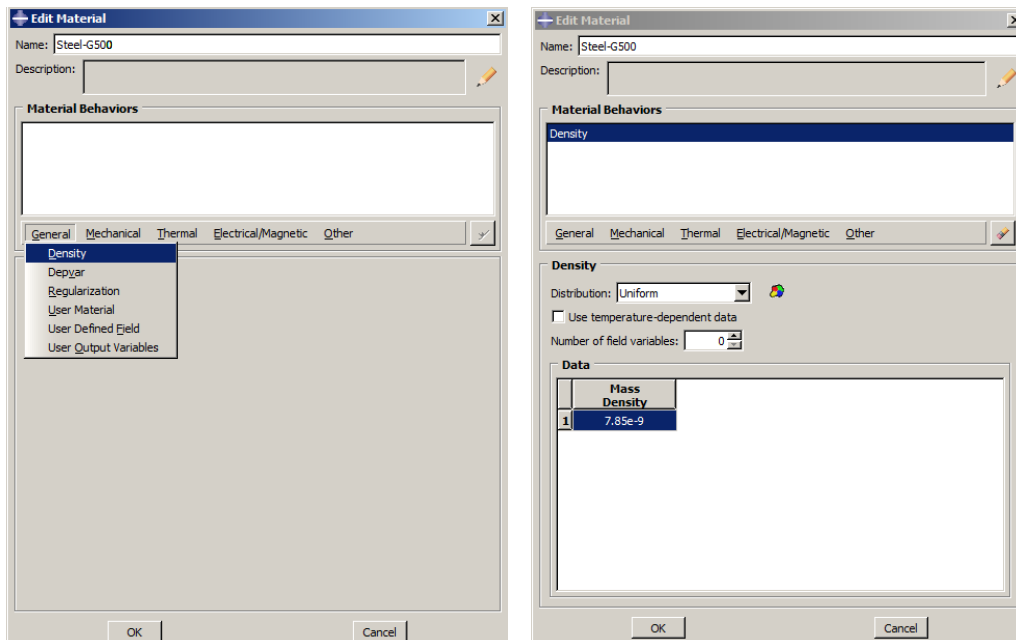 Edit Material
Name: Steel-G500
Description:
Material Behaviors
General Mechanical Thermal Electrical/Magnetic Other
Density
Depvar
Regularization
User Material
User Defined Field
User Output Variables
OK Cancel
Edit Material
Name: Steel-G500
Description:
Material Behaviors
Density
General Mechanical Thermal Electrical/Magnetic Other
Density
Distribution: Uniform
Use temperature-dependent data
Number of field variables: 0
Data
Mass
Density
1 7.85e-9
OK Cancel